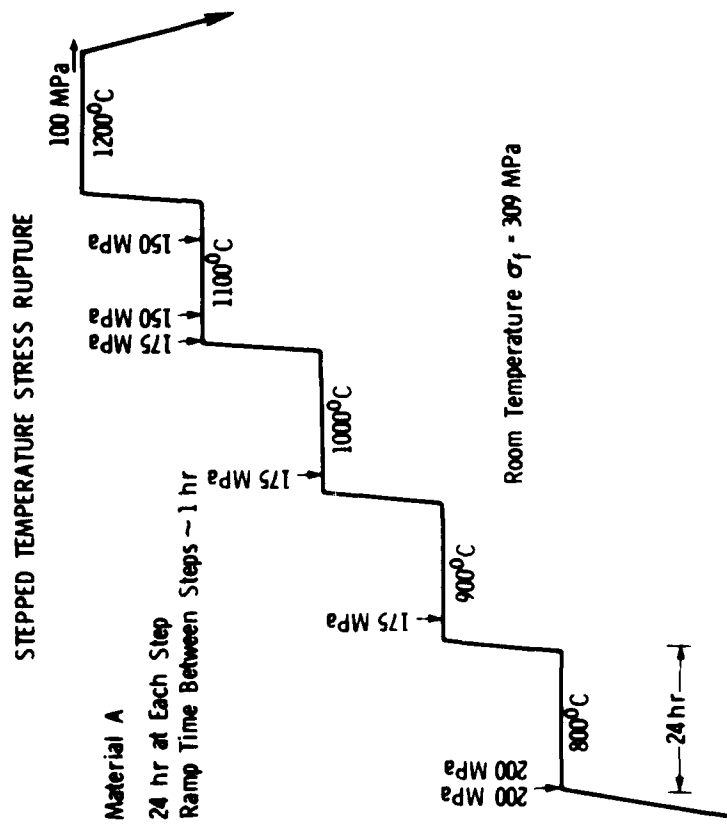 STEPPED TEMPERATURE STRESS RUPTURE
Material A
24 hr at Each Step
Ramp Time Between Steps ~ 1 hr
200 MPa
200 MPa
800°C
24 hr
175 MPa
900°C
175 MPa
1000°C
175 MPa
150 MPa
150 MPa
1100°C
100 MPa
1200°C
Room Temperature σf = 309 MPa